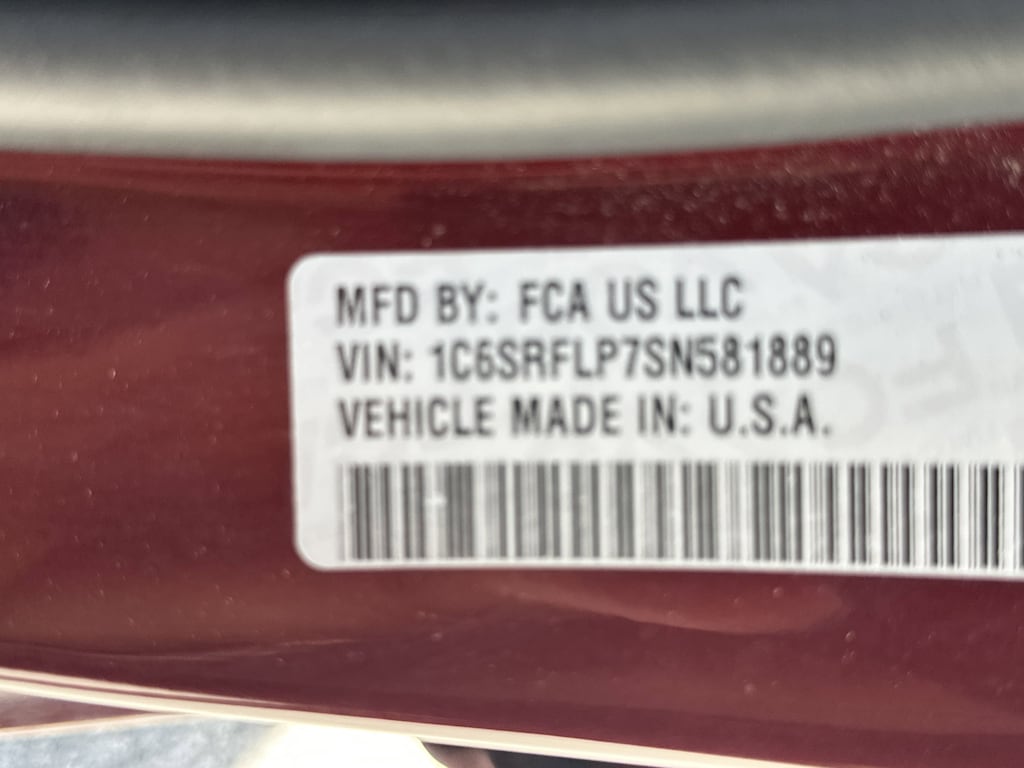 MFD BY: FCA US LLC
VIN: 1C6SRFLP7SN581889
VEHICLE MADE IN: U.S.A.